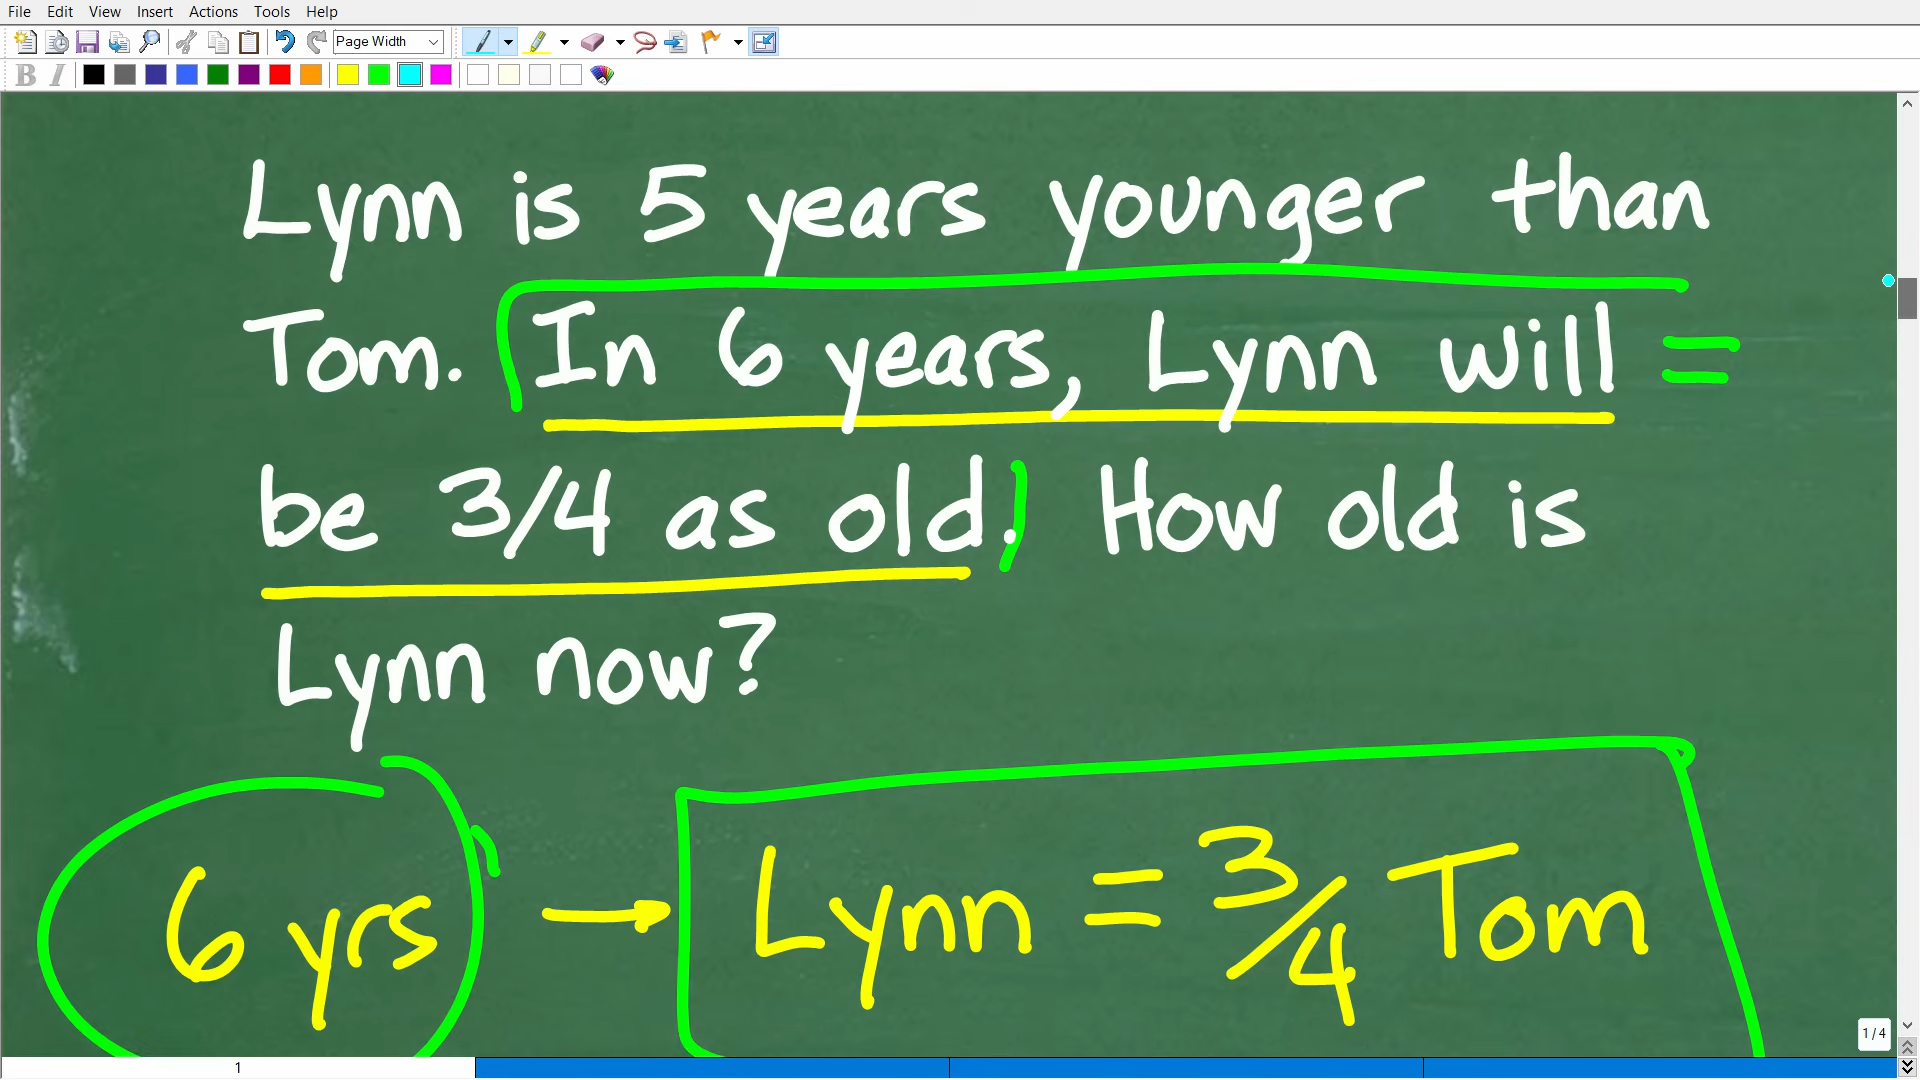 File Edit View Insert Actions Tools Help
Page Width
B I
Lynn is 5 years younger than
Tom. In 6 years, Lynn will =
be 3/4 as old. How old is
Lynn now?
6 yrs → Lynn = 3/4 Tom
1 / 4
1